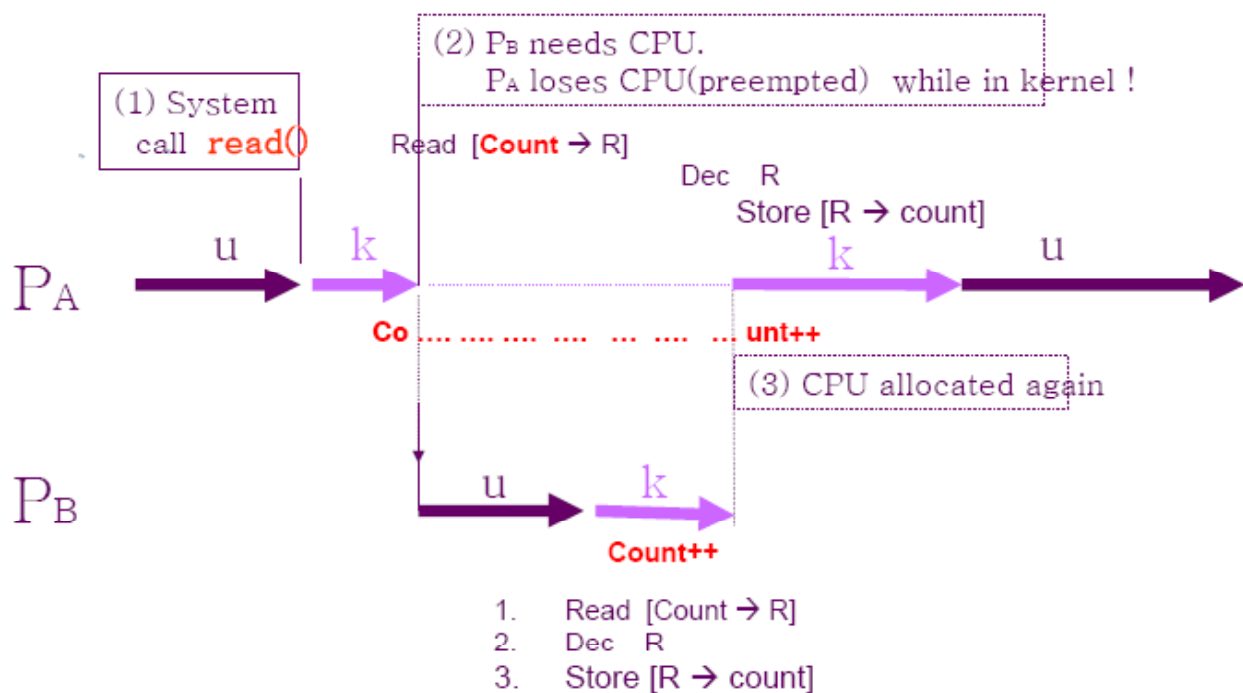 (2) PB needs CPU.
PA loses CPU(preempted) while in kernel !
(1) System
call read()
Read [Count → R]
Dec R
Store [R → count]
u
k
k
u
PA
Co .... .... .... .... ... .... ... unt++
(3) CPU allocated again
u
k
PB
Count++
1. Read [Count → R]
2. Dec R
3. Store [R → count]